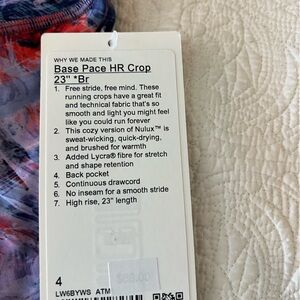 WHY WE MADE THIS
Base Pace HR Crop
23" *Br
1. Free stride, free mind. These
running crops have a great fit
and technical fabric that's so
smooth and light you might feel
like you could run forever
2. This cozy version of Nulux™ is
sweat-wicking, quick-drying,
and brushed for warmth
3. Added Lycra® fibre for stretch
and shape retention
4. Back pocket
5. Continuous drawcord
6. No inseam for a smooth stride
7. High rise, 23" length
4
LW6BYWS ATM